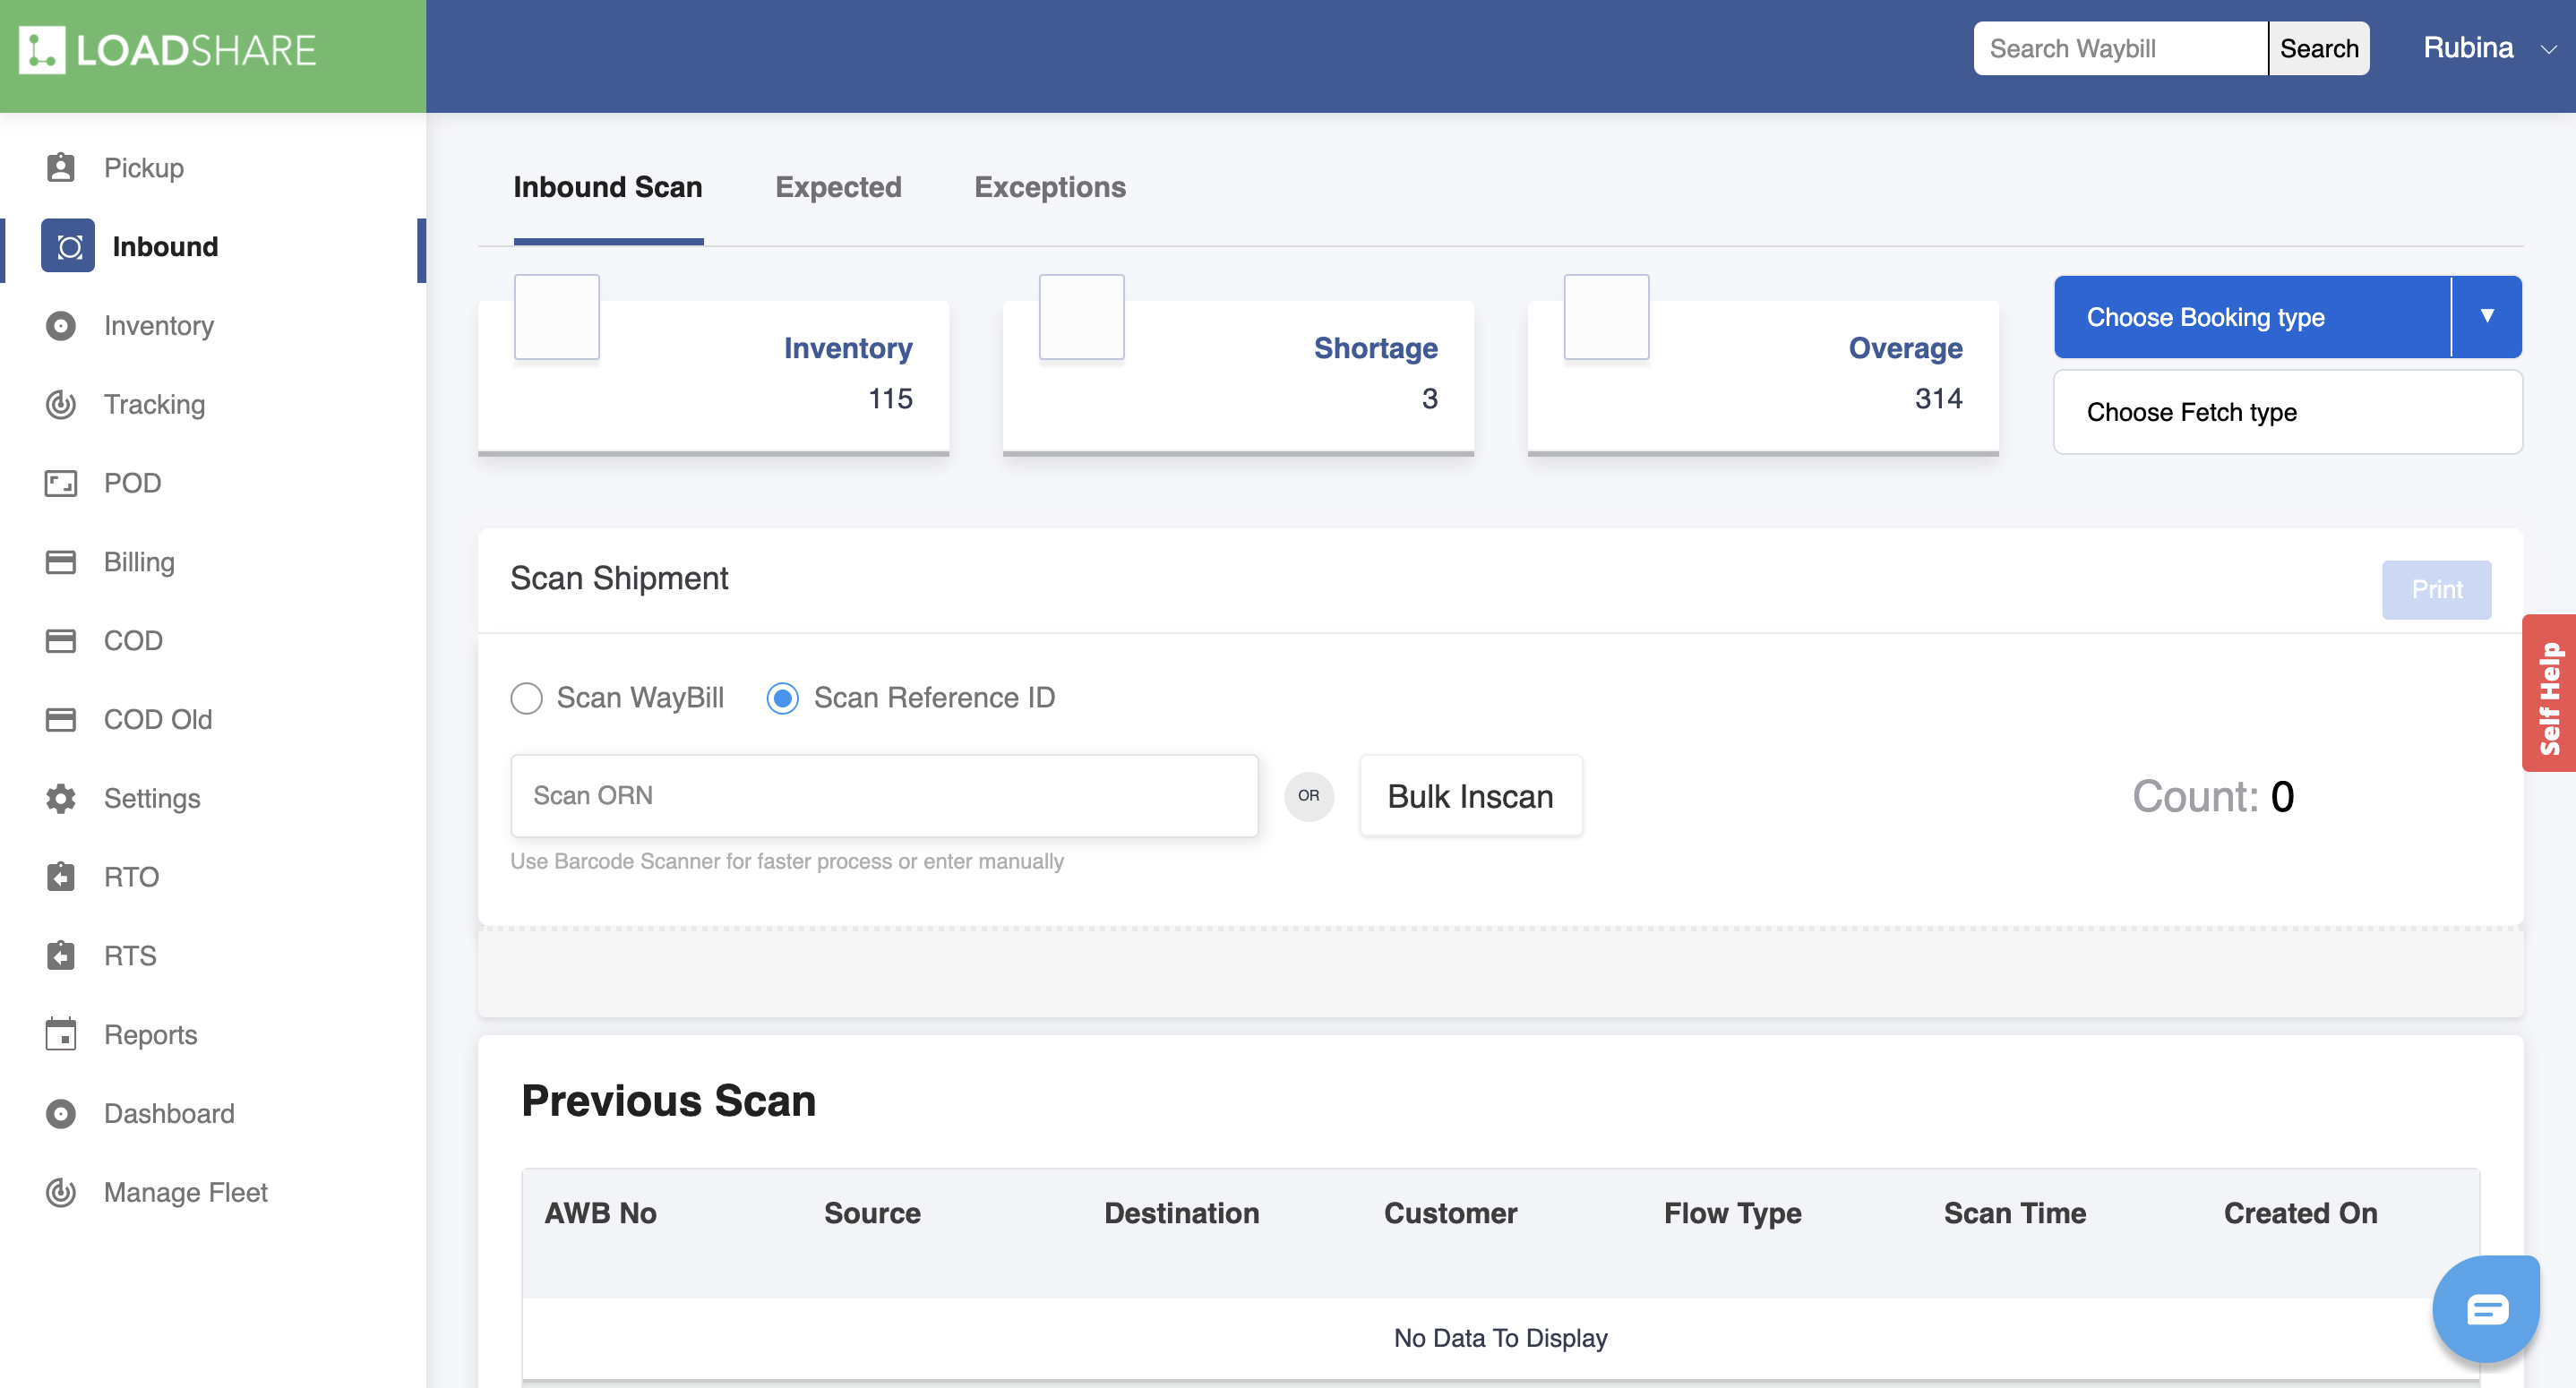 LOADSHARE
Search Waybill
Search
Rubina
Pickup
Inbound
Inventory
Tracking
POD
Billing
COD
COD Old
Settings
RTO
RTS
Reports
Dashboard
Manage Fleet
Inbound Scan
Expected
Exceptions
Inventory
115
Shortage
3
Overage
314
Choose Booking type
Choose Fetch type
Scan Shipment
Print
Scan WayBill
Scan Reference ID
Scan ORN
OR
Bulk Inscan
Count: 0
Use Barcode Scanner for faster process or enter manually
Self Help
Previous Scan
AWB No
Source
Destination
Customer
Flow Type
Scan Time
Created On
No Data To Display